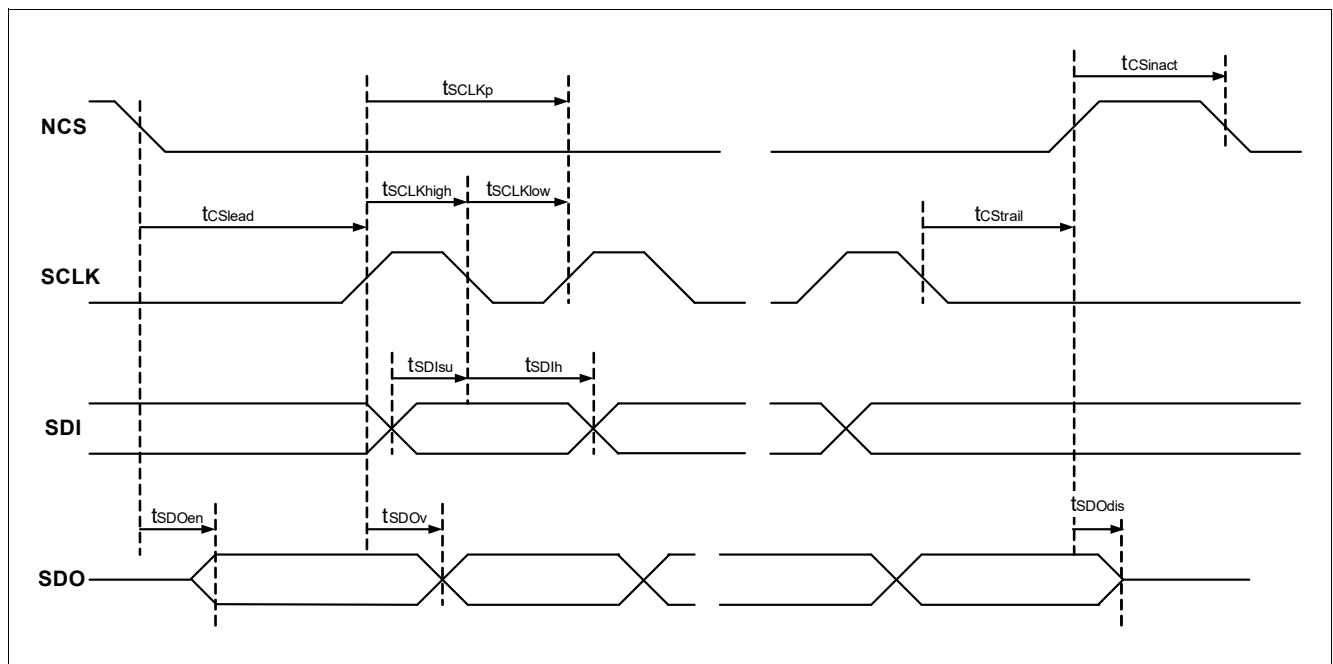 tCSinact
tSCLKp
NCS
tSCLKhigh
tSCLKlow
tCSlead
tCStrail
SCLK
tSDIsu
tSDIh
SDI
tSDOen
tSDOv
tSDOdis
SDO